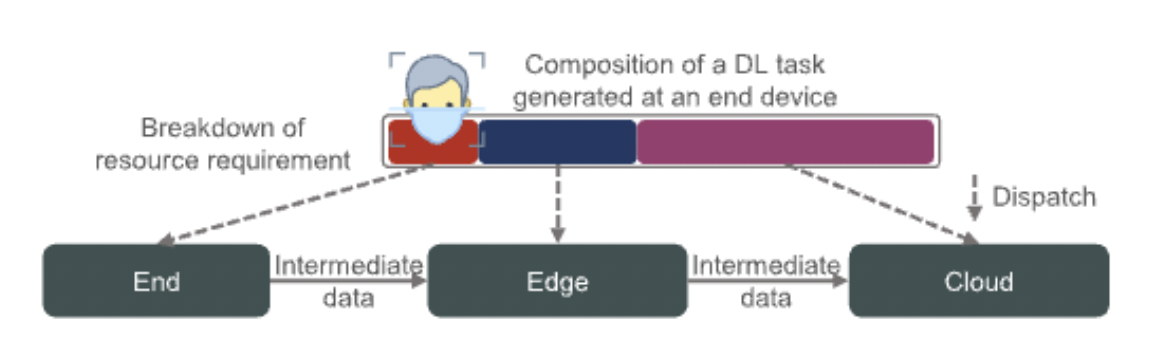 Composition of a DL task
generated at an end device
Breakdown of
resource requirement
Dispatch
End
Intermediate
data
Edge
Intermediate
data
Cloud